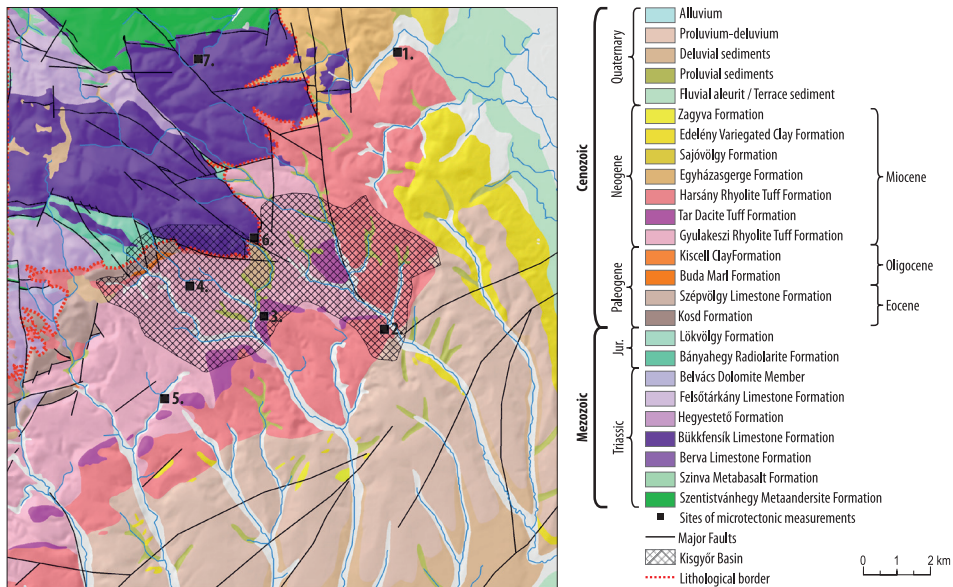 1.
7.
6.
4.
3.
2.
5.
Cenozoic
Mezozoic
Quaternary
Neogene
Paleogene
Jur.
Triassic
Alluvium
Proluvium-deluvium
Deluvial sediments
Proluvial sediments
Fluvial aleurit / Terrace sediment
Zagyva Formation
Edelény Variegated Clay Formation
Sajóvölgy Formation
Egyházasgerge Formation
Harsány Rhyolite Tuff Formation
Tar Dacite Tuff Formation
Gyulakeszi Rhyolite Tuff Formation
Kiscell ClayFormation
Buda Marl Formation
Szépvölgy Limestone Formation
Kosd Formation
Lökvölgy Formation
Bányahegy Radiolarite Formation
Belvács Dolomite Member
Felsőtárkány Limestone Formation
Hegyestető Formation
Bükkfensík Limestone Formation
Berva Limestone Formation
Szinva Metabasalt Formation
Szentistvánhegy Metaandersite Formation
Sites of microtectonic measurements
Major Faults
Kisgyőr Basin
Lithological border
Miocene
Oligocene
Eocene
0 1 2 km